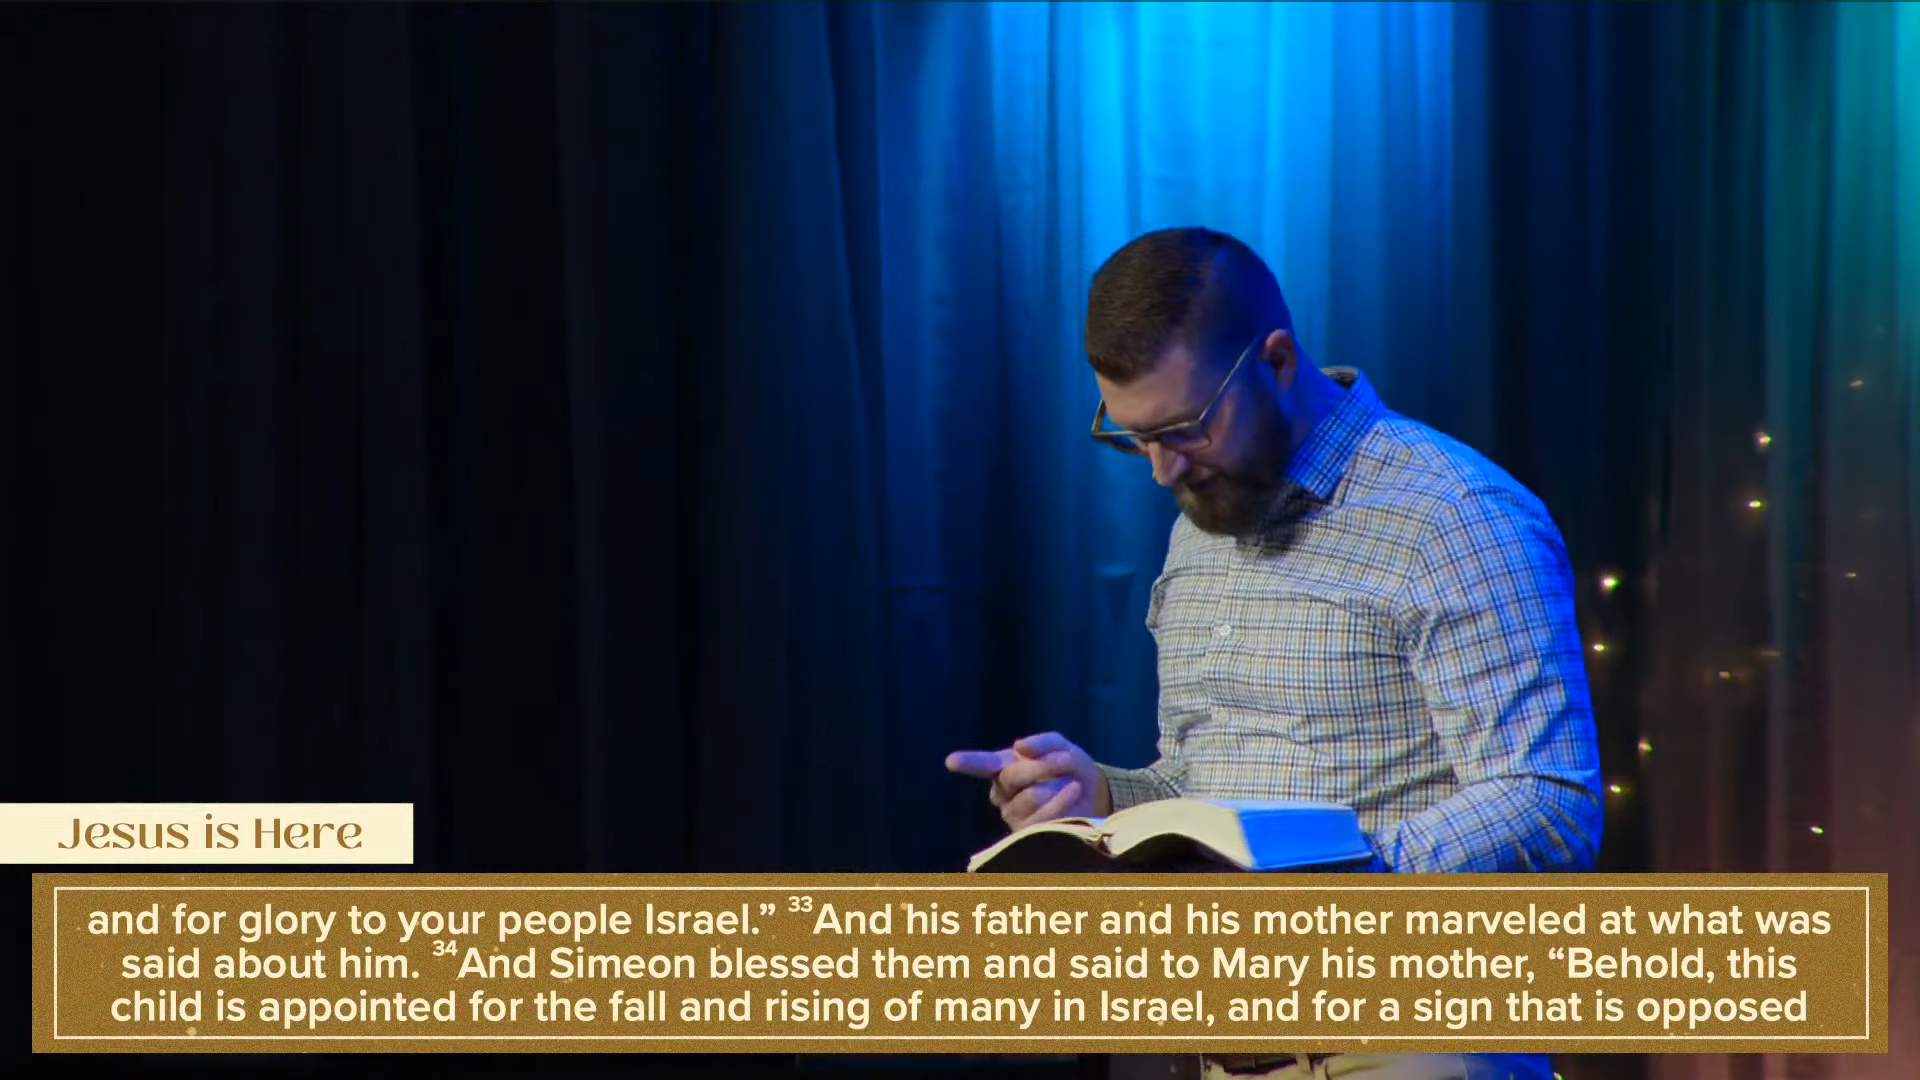 Jesus is Here
and for glory to your people Israel.” ³³And his father and his mother marveled at what was
said about him. ³⁴And Simeon blessed them and said to Mary his mother, “Behold, this
child is appointed for the fall and rising of many in Israel, and for a sign that is opposed